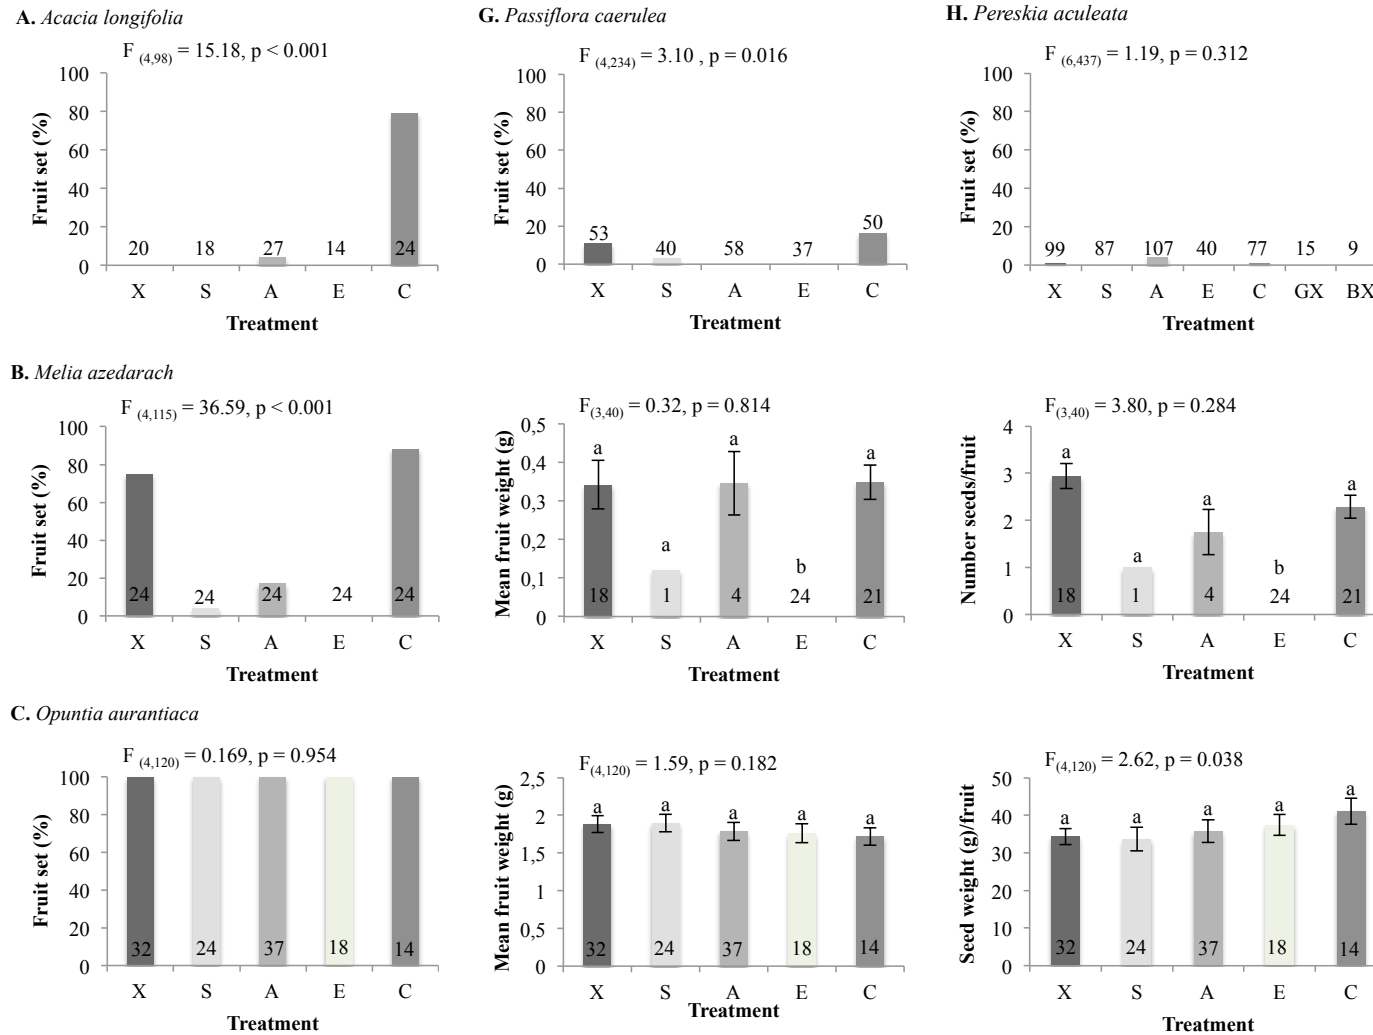 A. Acacia longifolia
F (4,98) = 15.18, p < 0.001
Fruit set (%)
100
80
60
40
20
0
20 18 27 14 24
X S A E C
Treatment
G. Passiflora caerulea
F (4,234) = 3.10 , p = 0.016
Fruit set (%)
100
80
60
40
20
0
53 40 58 37 50
X S A E C
Treatment
H. Pereskia aculeata
F (6,437) = 1.19, p = 0.312
Fruit set (%)
100
80
60
40
20
0
99 87 107 40 77 15 9
X S A E C GX BX
Treatment
B. Melia azedarach
F (4,115) = 36.59, p < 0.001
Fruit set (%)
100
80
60
40
20
0
24 24 24 24 24
X S A E C
Treatment
F(3,40) = 0.32, p = 0.814
Mean fruit weight (g)
0,5
0,4
0,3
0,2
0,1
0
a a a b a
18 1 4 24 21
X S A E C
Treatment
F(3,40) = 3.80, p = 0.284
Number seeds/fruit
4
3
2
1
0
a a a b a
18 1 4 24 21
X S A E C
Treatment
C. Opuntia aurantiaca
F (4,120) = 0.169, p = 0.954
Fruit set (%)
100
80
60
40
20
0
32 24 37 18 14
X S A E C
Treatment
F(4,120) = 1.59, p = 0.182
Mean fruit weight (g)
2,5
2
1,5
1
0,5
0
a a a a a
32 24 37 18 14
X S A E C
Treatment
F(4,120) = 2.62, p = 0.038
Seed weight (g)/fruit
50
40
30
20
10
0
a a a a a
32 24 37 18 14
X S A E C
Treatment